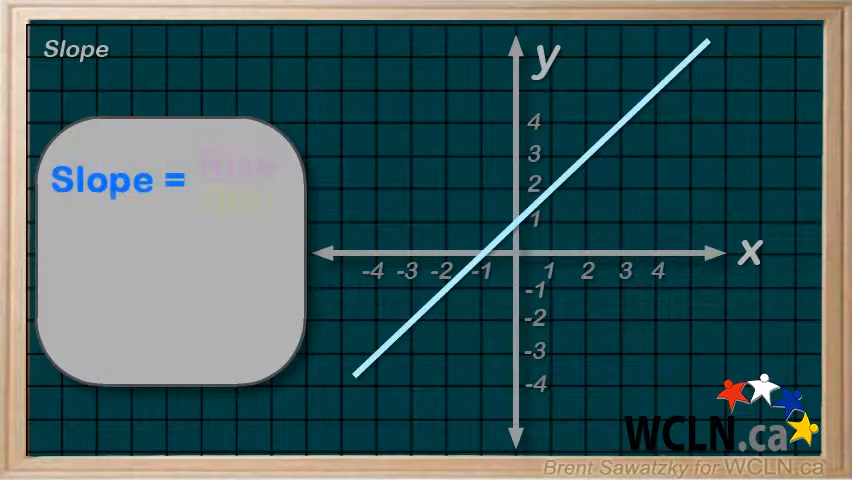 Slope
y
4
3
Slope = Rise
2
1
x
-4 -3 -2 -1 1 2 3 4
-1
-2
-3
-4
WCLN.ca
Brent Sawatzky for WCLN.ca